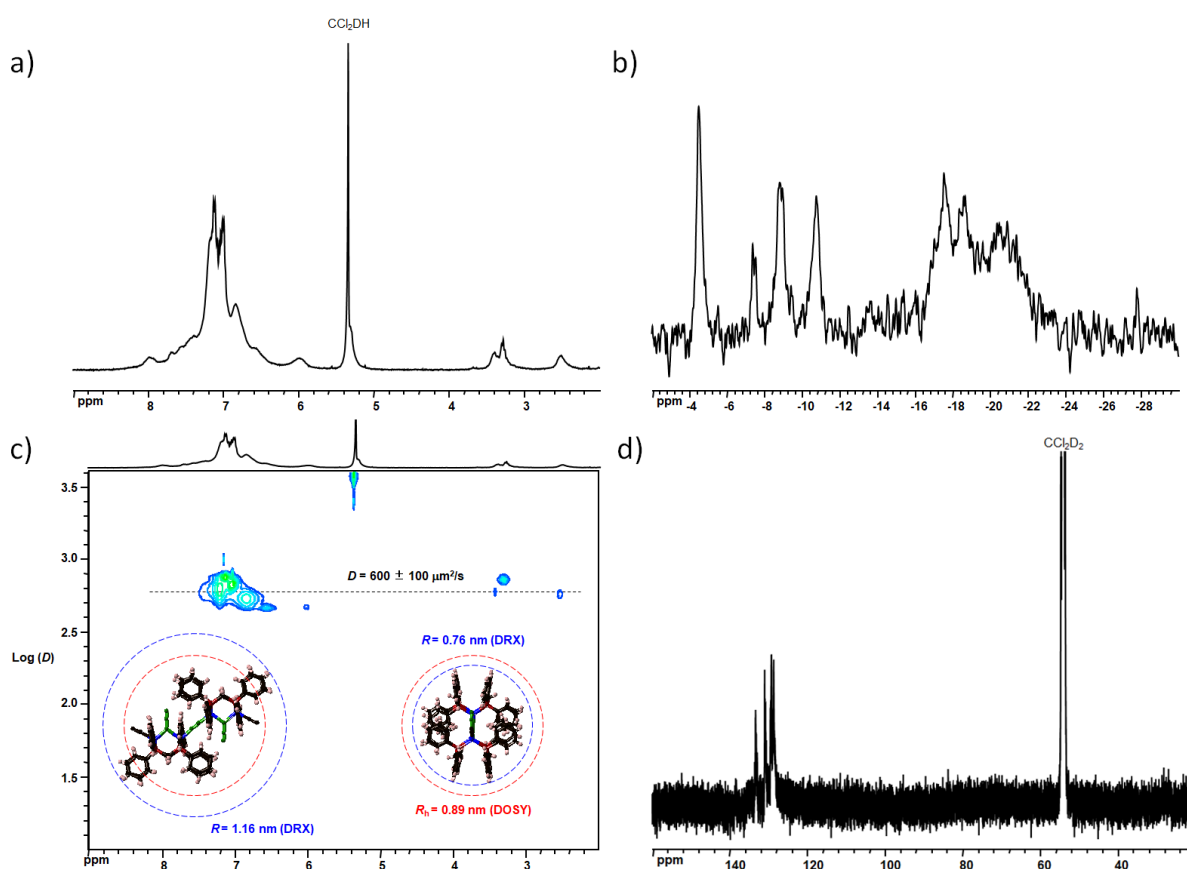 CCl₂DH
a)
ppm 8 7 6 5 4 3
b)
ppm -4 -6 -8 -10 -12 -14 -16 -18 -20 -22 -24 -26 -28
c)
3.5
3.0
D = 600 ± 100 µm²/s
2.5
Log (D)
R = 0.76 nm (DRX)
2.0
1.5
R = 1.16 nm (DRX)
Rₕ = 0.89 nm (DOSY)
ppm 8 7 6 5 4 3
d)
CCl₂D₂
ppm 140 120 100 80 60 40